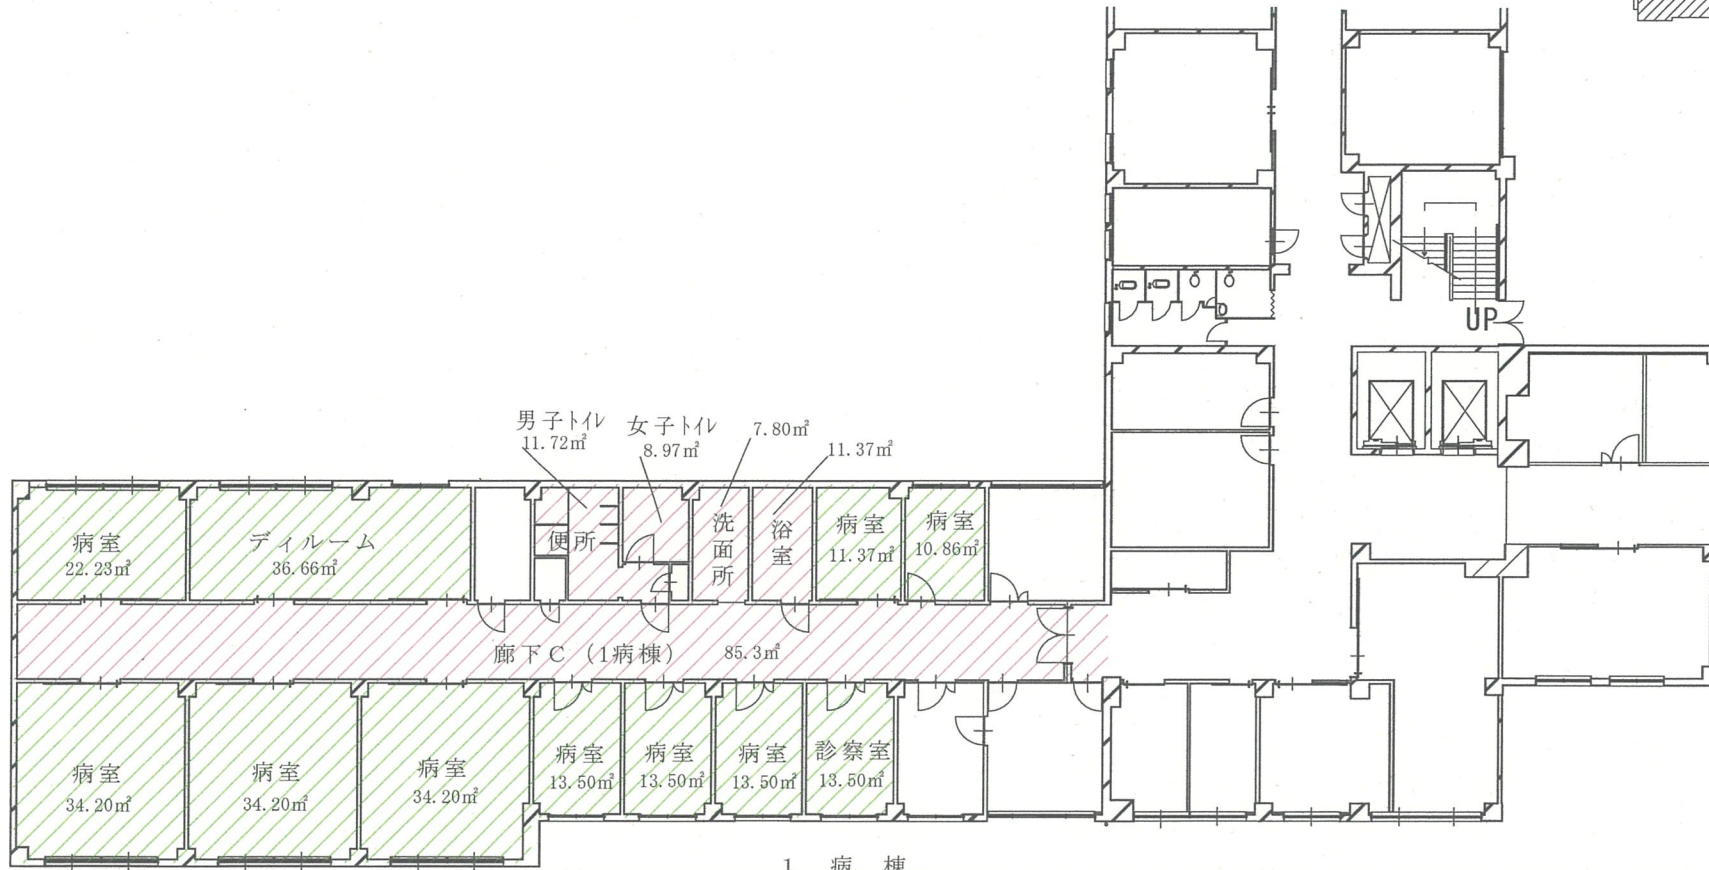 UP
男子ﾄｲﾚ
11.72㎡
女子ﾄｲﾚ
8.97㎡
7.80㎡
11.37㎡
病室
22.23㎡
ディルーム
36.66㎡
便所
洗面所
浴室
病室
11.37㎡
病室
10.86㎡
廊下C（1病棟） 85.3㎡
病室
34.20㎡
病室
34.20㎡
病室
34.20㎡
病室
13.50㎡
病室
13.50㎡
病室
13.50㎡
診察室
13.50㎡
1 病 棟